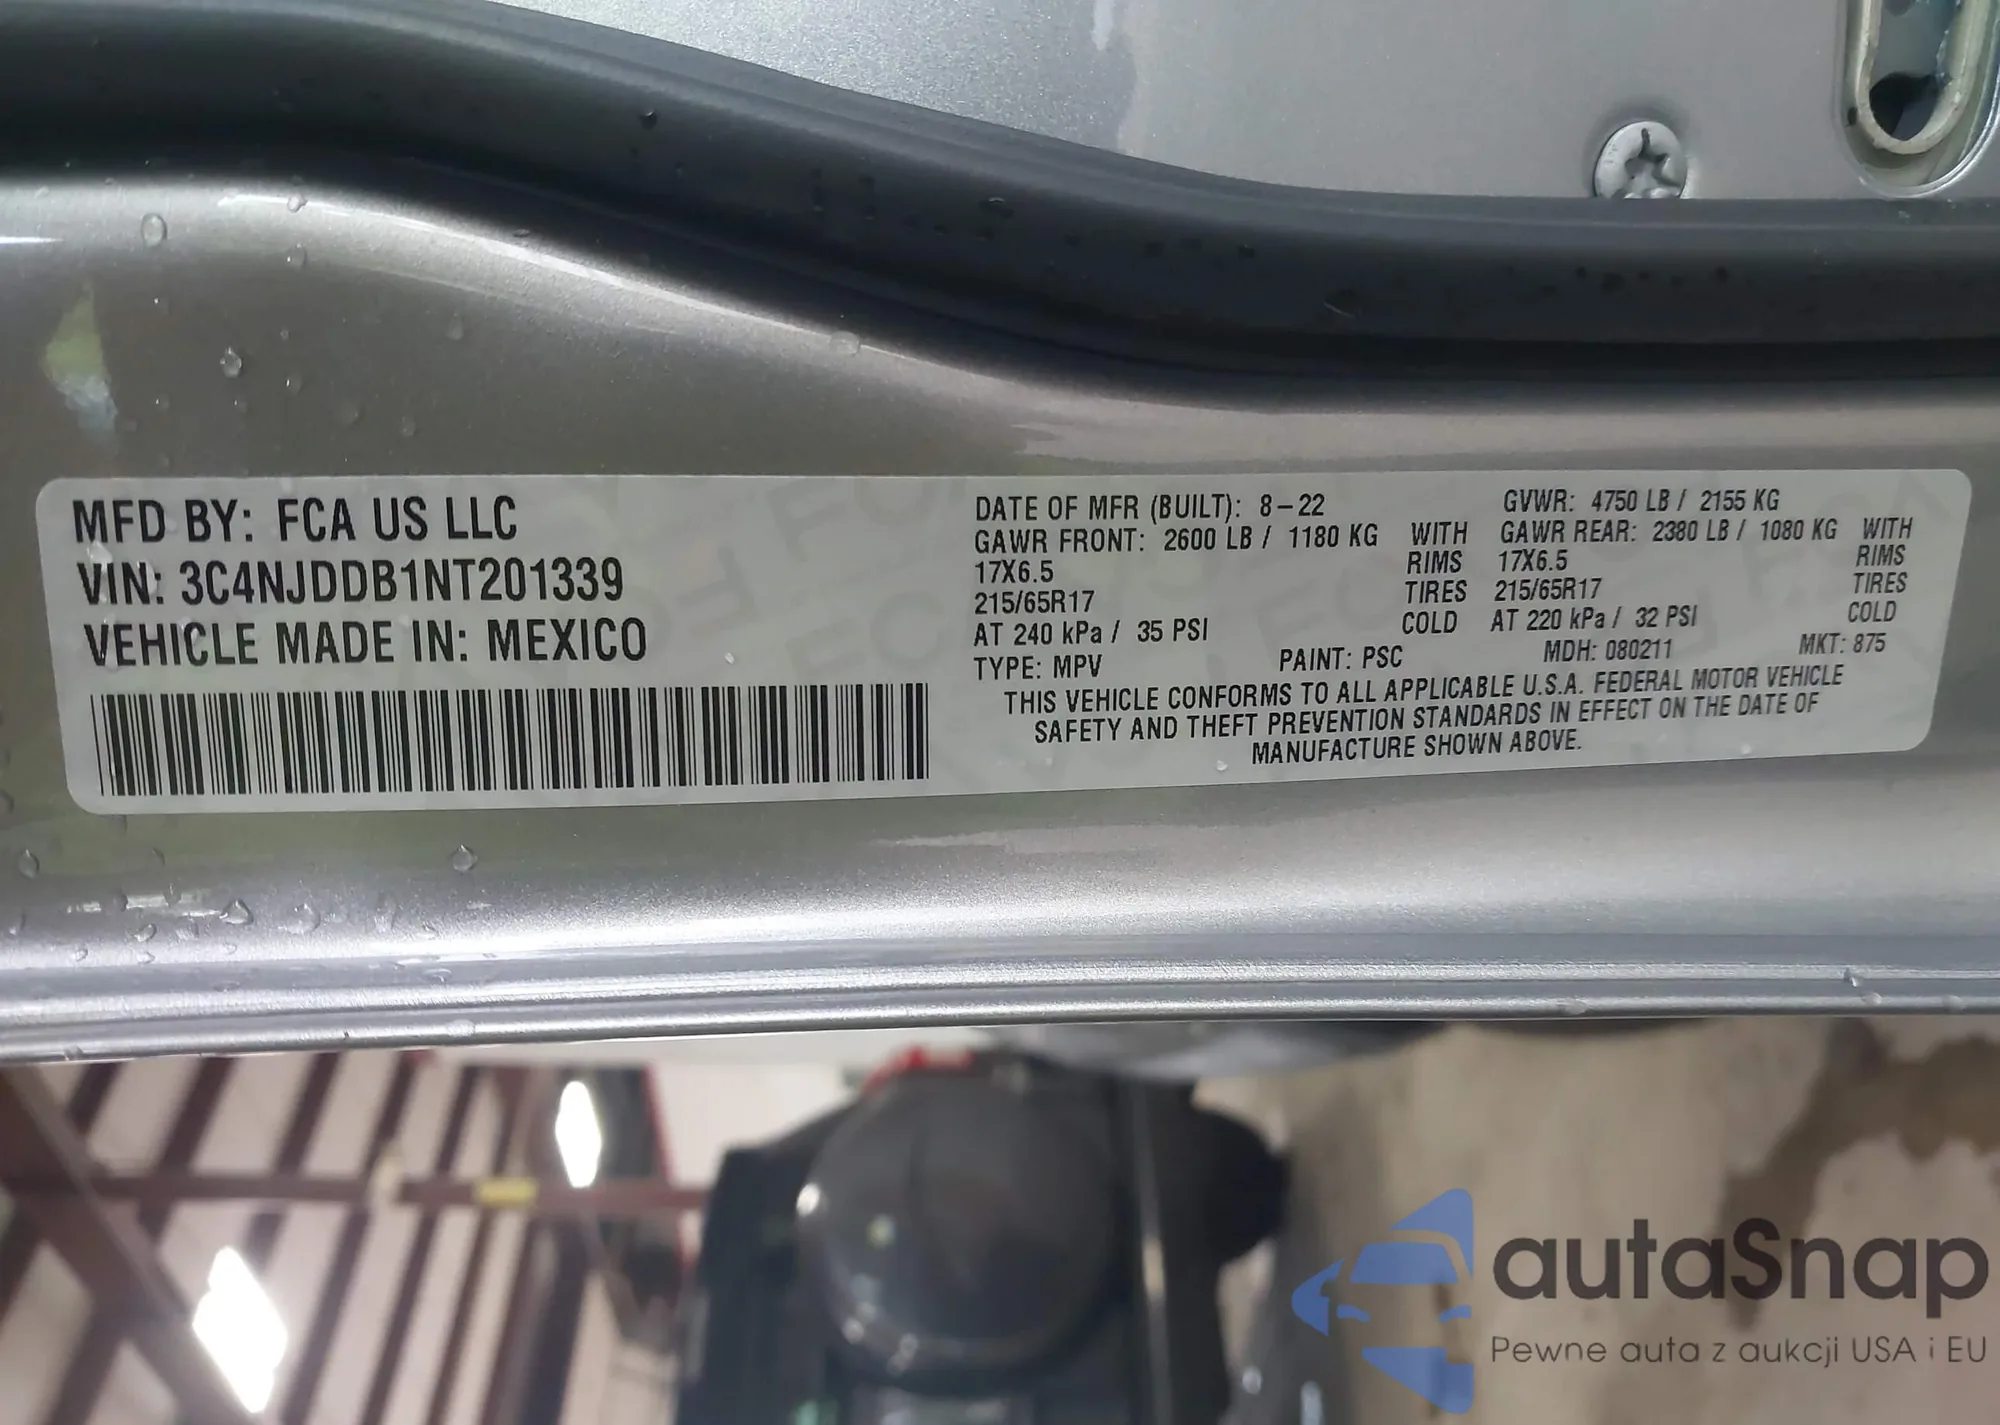 MFD BY: FCA US LLC
VIN: 3C4NJDDB1NT201339
VEHICLE MADE IN: MEXICO
DATE OF MFR (BUILT): 8-22 GVWR: 4750 LB / 2155 KG
GAWR FRONT: 2600 LB / 1180 KG WITH GAWR REAR: 2380 LB / 1080 KG WITH
17X6.5 RIMS 17X6.5 RIMS
215/65R17 TIRES 215/65R17 TIRES
AT 240 kPa / 35 PSI COLD AT 220 kPa / 32 PSI COLD
TYPE: MPV PAINT: PSC MDH: 080211 MKT: 875
THIS VEHICLE CONFORMS TO ALL APPLICABLE U.S.A. FEDERAL MOTOR VEHICLE
SAFETY AND THEFT PREVENTION STANDARDS IN EFFECT ON THE DATE OF
MANUFACTURE SHOWN ABOVE.
autaSnap
Pewne auta z aukcji USA i EU